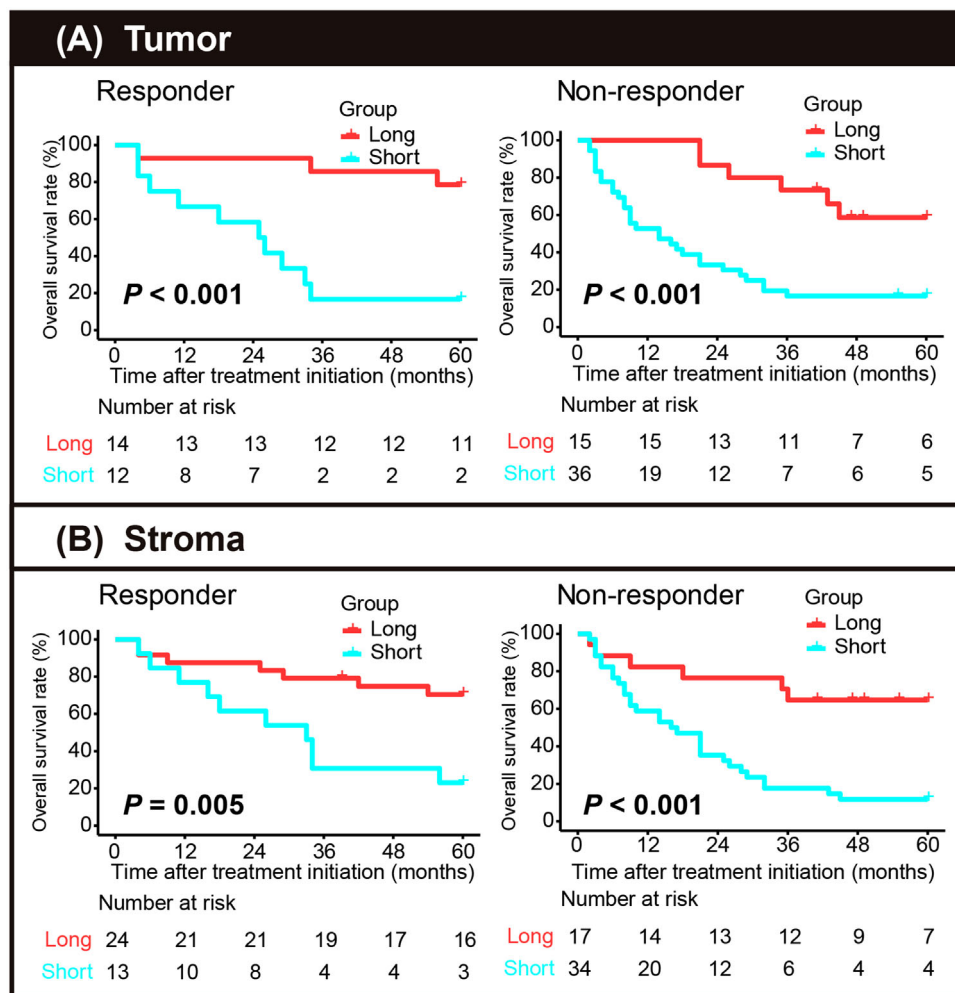 (A) Tumor
Responder
Group
Long
Short
Overall survival rate (%)
100
80
60
40
20
0
P < 0.001
0 12 24 36 48 60
Time after treatment initiation (months)
Number at risk
Long 14 13 13 12 12 11
Short 12 8 7 2 2 2
Non-responder
Group
Long
Short
Overall survival rate (%)
100
80
60
40
20
0
P < 0.001
0 12 24 36 48 60
Time after treatment initiation (months)
Number at risk
Long 15 15 13 11 7 6
Short 36 19 12 7 6 5
(B) Stroma
Responder
Group
Long
Short
Overall survival rate (%)
100
80
60
40
20
0
P = 0.005
0 12 24 36 48 60
Time after treatment initiation (months)
Number at risk
Long 24 21 21 19 17 16
Short 13 10 8 4 4 3
Non-responder
Group
Long
Short
Overall survival rate (%)
100
80
60
40
20
0
P < 0.001
0 12 24 36 48 60
Time after treatment initiation (months)
Number at risk
Long 17 14 13 12 9 7
Short 34 20 12 6 4 4